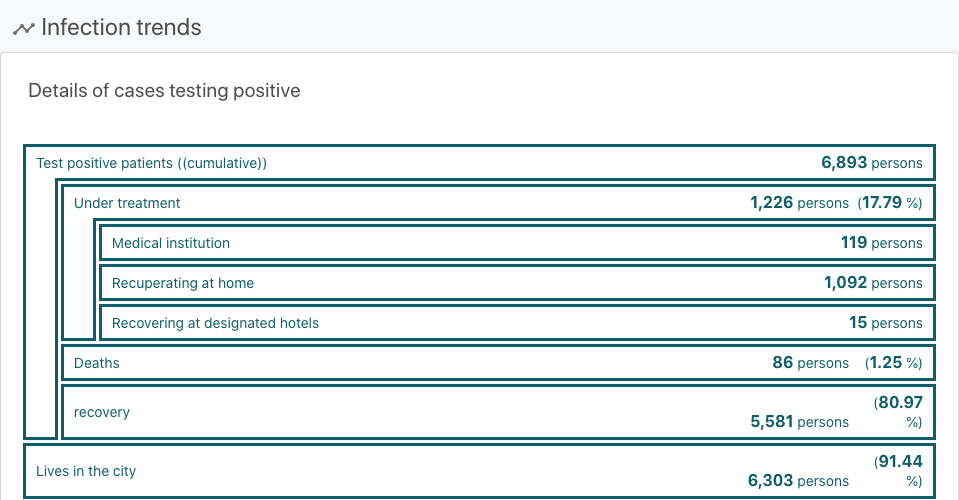 Infection trends
Details of cases testing positive
Test positive patients ((cumulative)) 6,893 persons
Under treatment 1,226 persons (17.79 %)
Medical institution 119 persons
Recuperating at home 1,092 persons
Recovering at designated hotels 15 persons
Deaths 86 persons (1.25 %)
recovery 5,581 persons (80.97
%)
Lives in the city 6,303 persons (91.44
%)